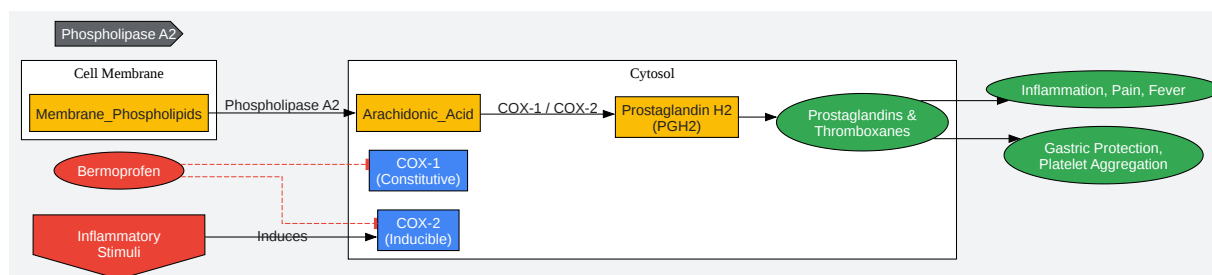 Phospholipase A2
Cell Membrane
Cytosol
Membrane_Phospholipids
Phospholipase A2
Arachidonic_Acid
COX-1 / COX-2
Prostaglandin H2
(PGH2)
Prostaglandins &
Thromboxanes
Inflammation, Pain, Fever
Gastric Protection,
Platelet Aggregation
Bermoprofen
COX-1
(Constitutive)
Inflammatory
Stimuli
Induces
COX-2
(Inducible)